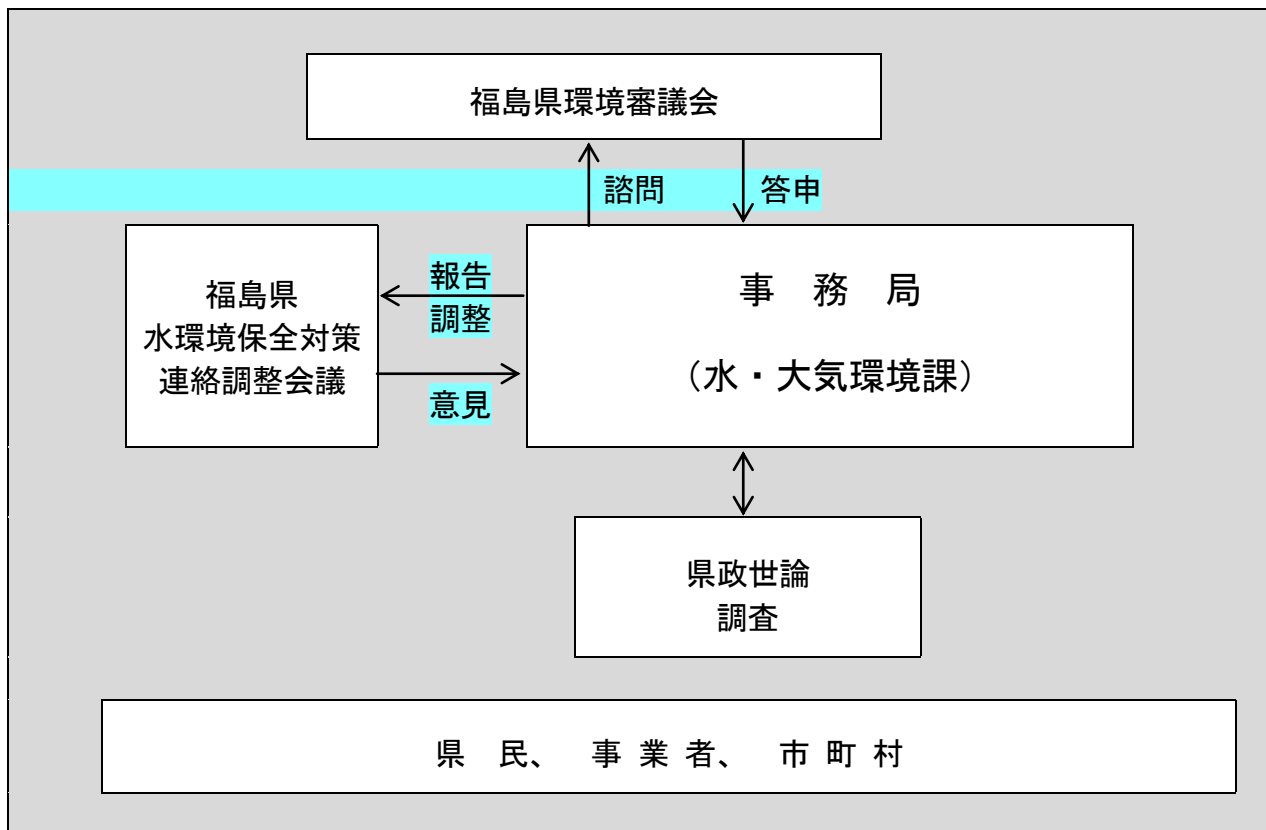 福島県環境審議会
諮問
答申
福島県
水環境保全対策
連絡調整会議
報告
調整
意見
事　務　局
（水・大気環境課）
県政世論
調査
県　民、　事 業 者、　市 町 村